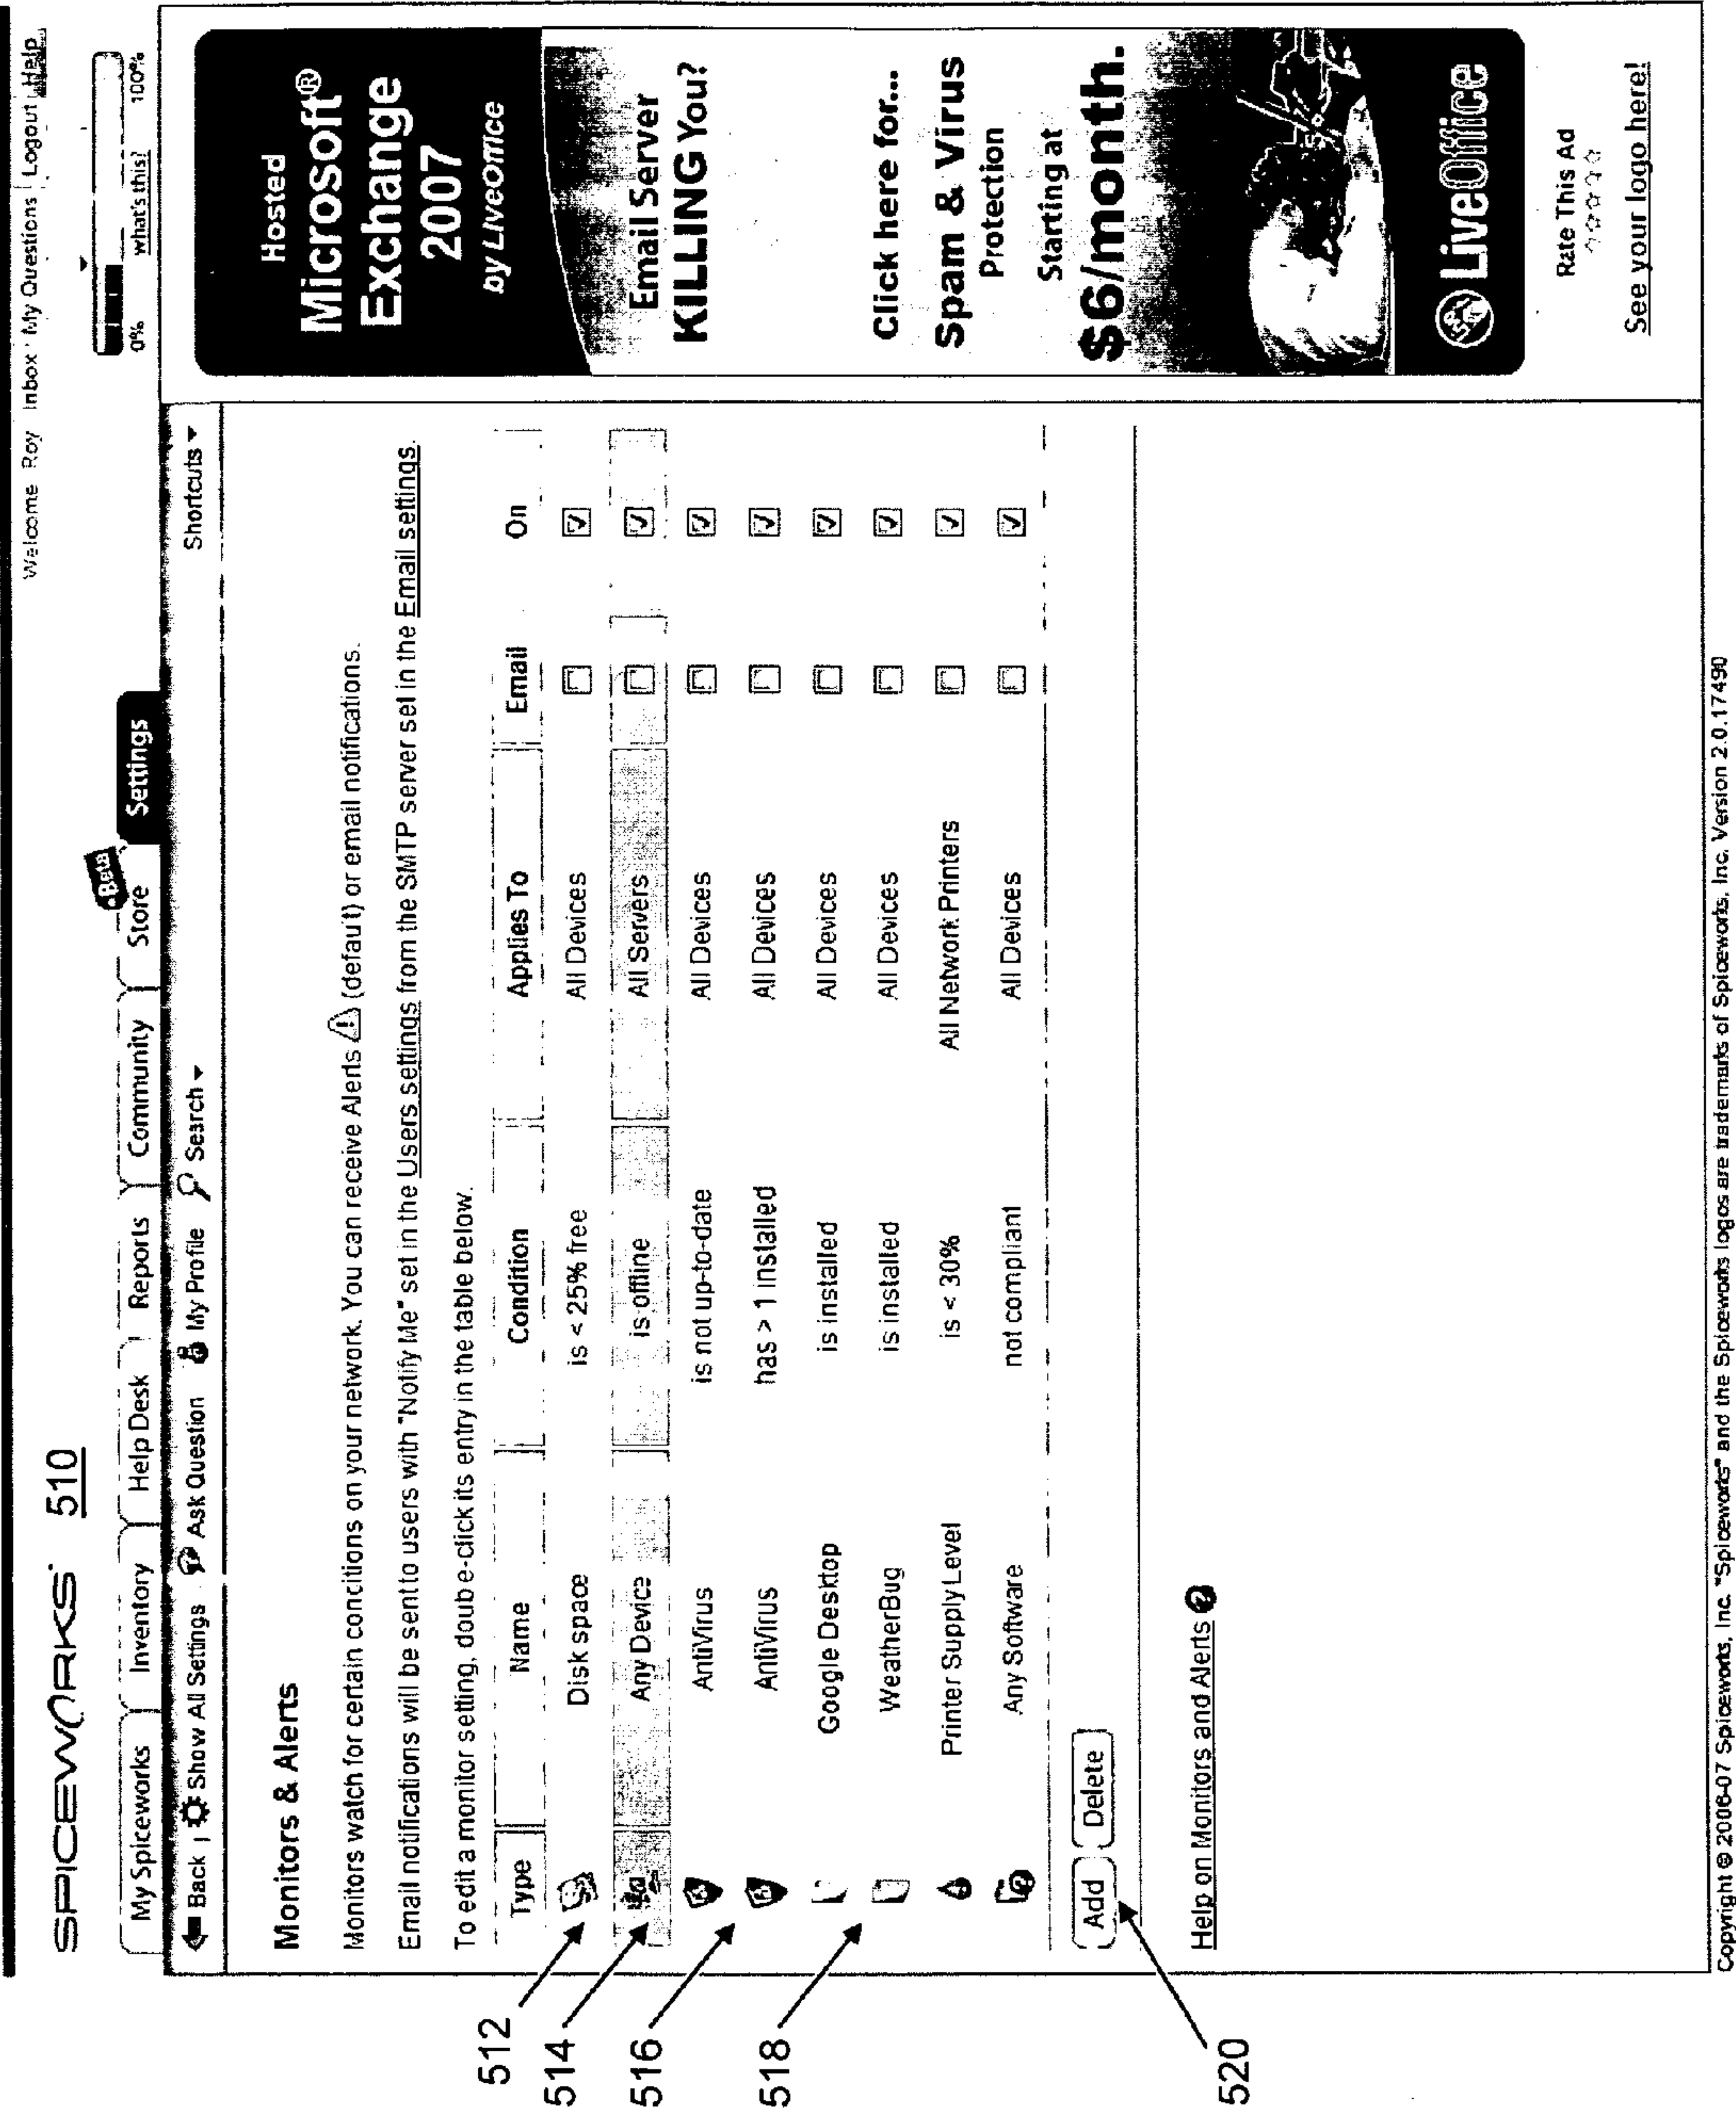 Welcome Roy Inbox My Questions Logout Help
SPICEWORKS 510
0% what's this? 100%
My Spiceworks Inventory Help Desk Reports Community Store Beta Settings
Back | Show All Settings Ask Question My Profile Search Shortcuts
Monitors & Alerts
Monitors watch for certain conditions on your network. You can receive Alerts (default) or email notifications.
Email notifications will be sent to users with "Notify Me" set in the Users settings from the SMTP server set in the Email settings.
To edit a monitor setting, double-click its entry in the table below.
Type Name Condition Applies To Email On
512 Disk space is < 25% free All Devices
514 Any Device is offline All Servers
516 AntiVirus is not up-to-date All Devices
AntiVirus has > 1 installed All Devices
518 Google Desktop is installed All Devices
WeatherBug is installed All Devices
Printer Supply Level is < 30% All Network Printers
Any Software not compliant All Devices
Add Delete
520
Help on Monitors and Alerts ?
Hosted
Microsoft®
Exchange
2007
by LiveOffice
Email Server
KILLING You?
Click here for...
Spam & Virus
Protection
Starting at
$6/month.
LiveOffice
Rate This Ad
See your logo here!
Copyright © 2006-07 Spiceworks, Inc. "Spiceworks" and the Spiceworks logos are trademarks of Spiceworks, Inc. Version 2.0.17490